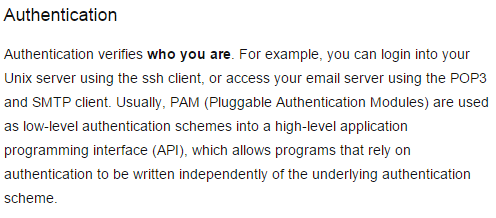 Authentication
Authentication verifies who you are. For example, you can login into your
Unix server using the ssh client, or access your email server using the POP3
and SMTP client. Usually, PAM (Pluggable Authentication Modules) are used
as low-level authentication schemes into a high-level application
programming interface (API), which allows programs that rely on
authentication to be written independently of the underlying authentication
scheme.